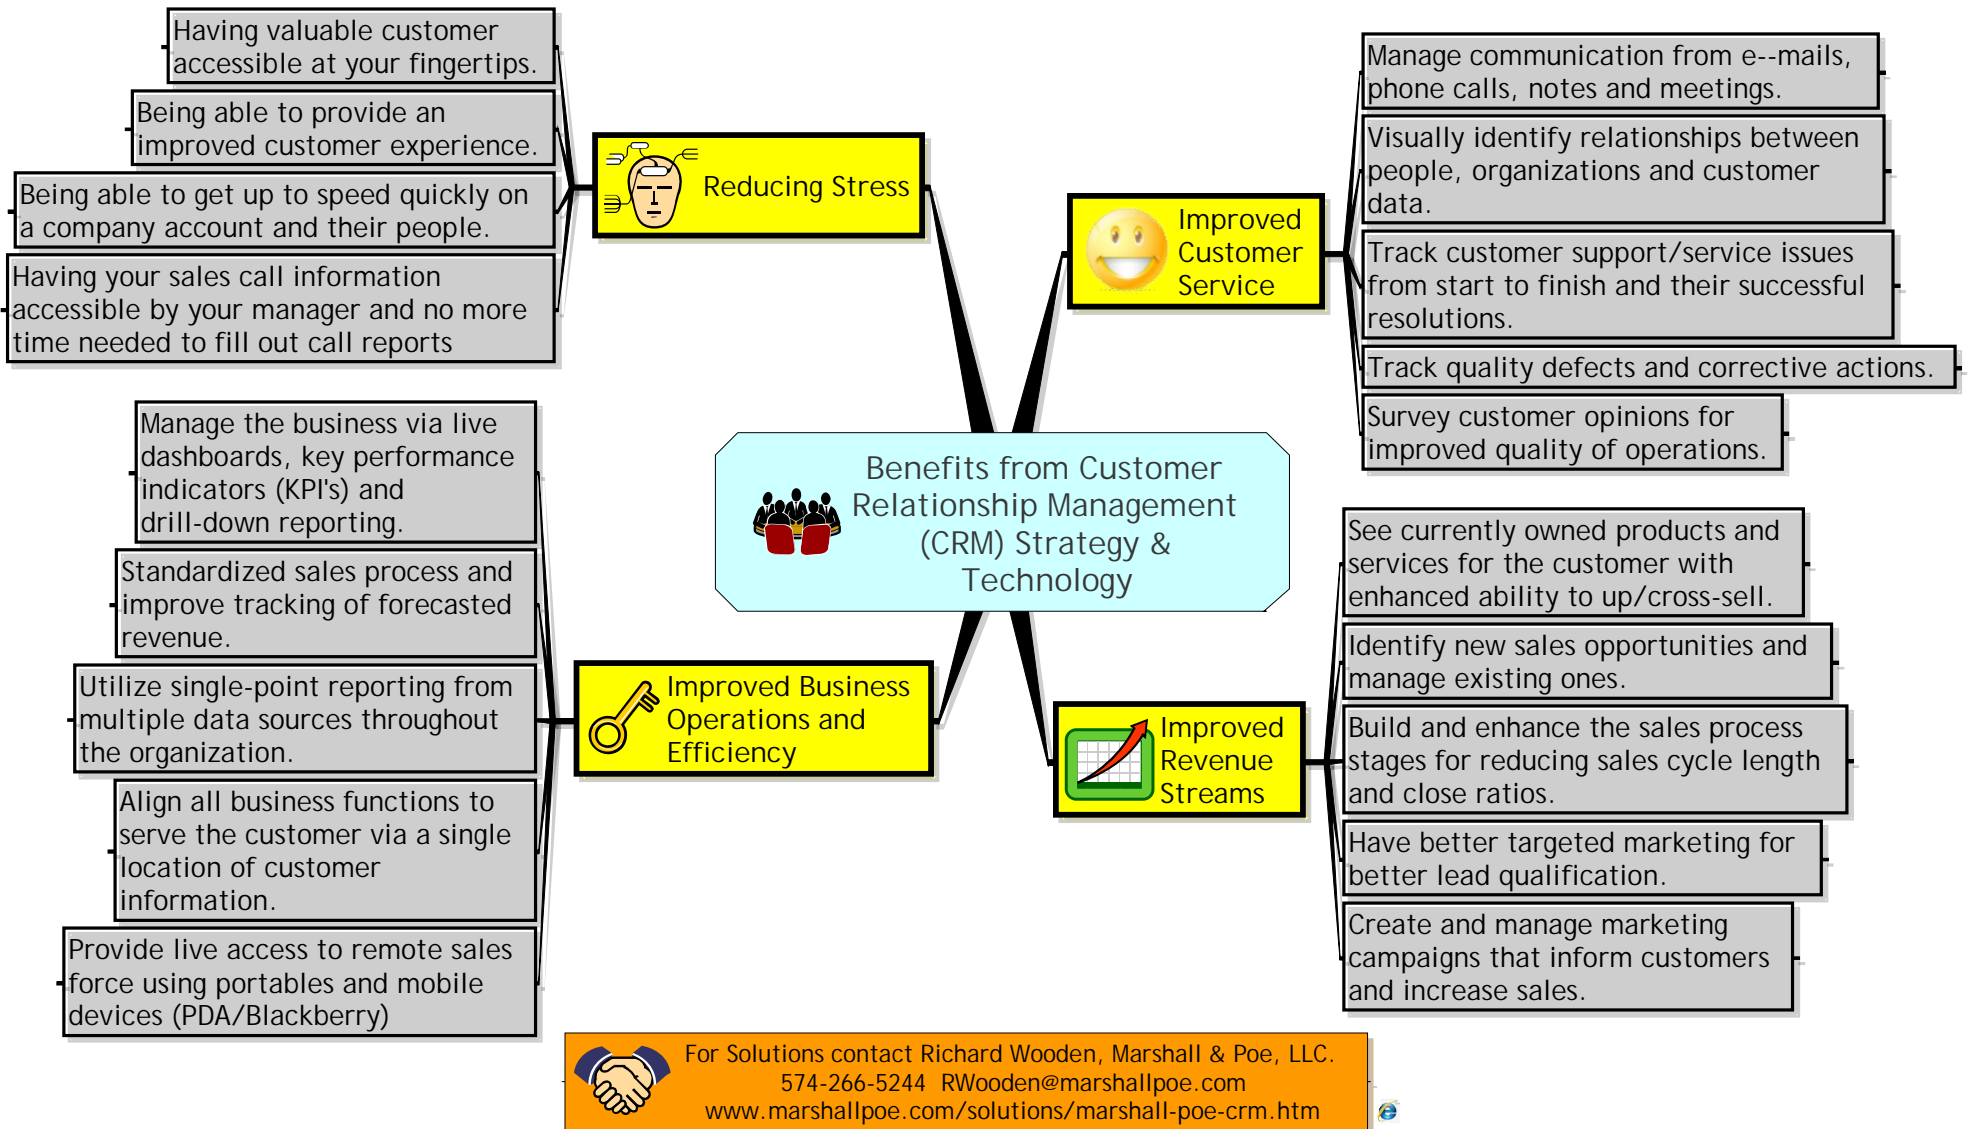 Having valuable customer
accessible at your fingertips.
Being able to provide an
improved customer experience.
Being able to get up to speed quickly on
a company account and their people.
Having your sales call information
accessible by your manager and no more
time needed to fill out call reports
Reducing Stress
Manage communication from e--mails,
phone calls, notes and meetings.
Visually identify relationships between
people, organizations and customer
data.
Track customer support/service issues
from start to finish and their successful
resolutions.
Track quality defects and corrective actions.
Survey customer opinions for
improved quality of operations.
Improved
Customer
Service
Benefits from Customer
Relationship Management
(CRM) Strategy &
Technology
Manage the business via live
dashboards, key performance
indicators (KPI's) and
drill-down reporting.
Standardized sales process and
improve tracking of forecasted
revenue.
Utilize single-point reporting from
multiple data sources throughout
the organization.
Align all business functions to
serve the customer via a single
location of customer
information.
Provide live access to remote sales
force using portables and mobile
devices (PDA/Blackberry)
Improved Business
Operations and
Efficiency
Improved
Revenue
Streams
See currently owned products and
services for the customer with
enhanced ability to up/cross-sell.
Identify new sales opportunities and
manage existing ones.
Build and enhance the sales process
stages for reducing sales cycle length
and close ratios.
Have better targeted marketing for
better lead qualification.
Create and manage marketing
campaigns that inform customers
and increase sales.
For Solutions contact Richard Wooden, Marshall & Poe, LLC.
574-266-5244 RWooden@marshallpoe.com
www.marshallpoe.com/solutions/marshall-poe-crm.htm